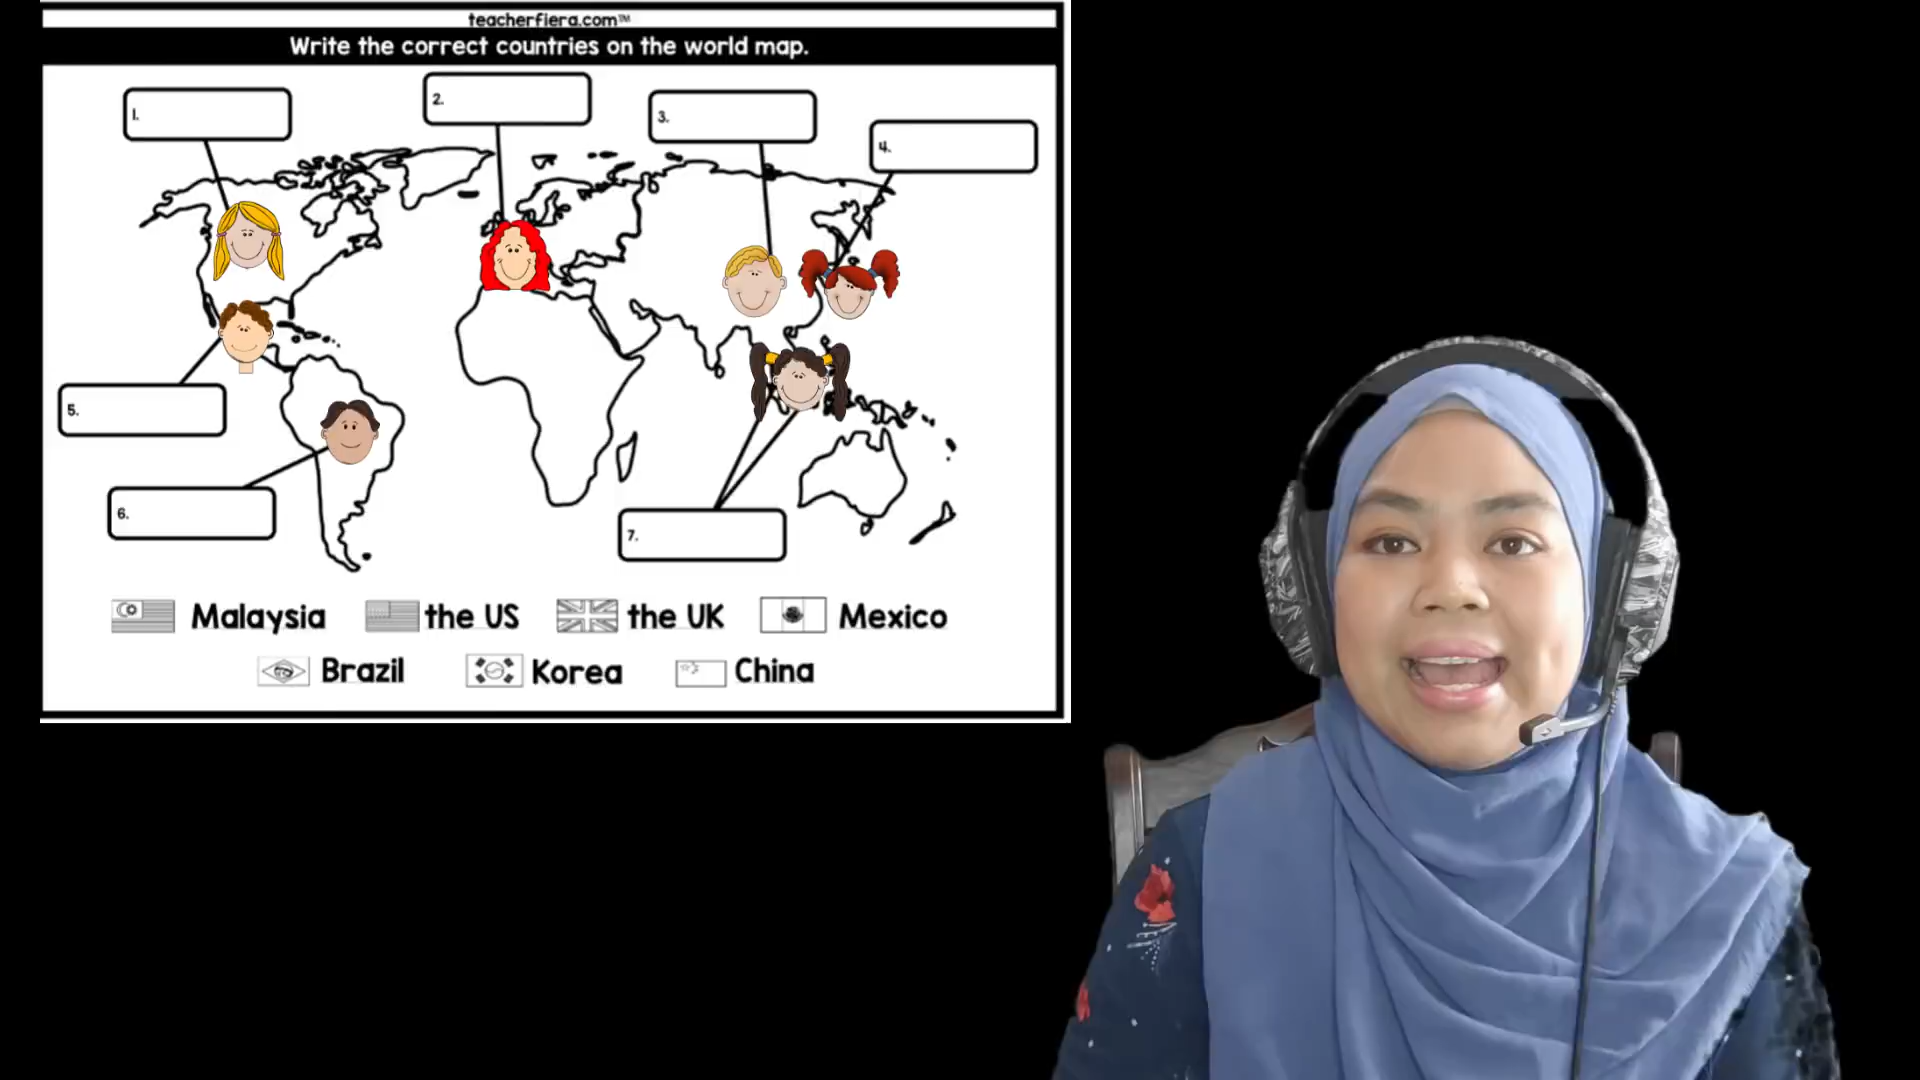 teacherfiera.com™
Write the correct countries on the world map.
1.
2.
3.
4.
5.
6.
7.
Malaysia the US the UK Mexico
Brazil Korea China